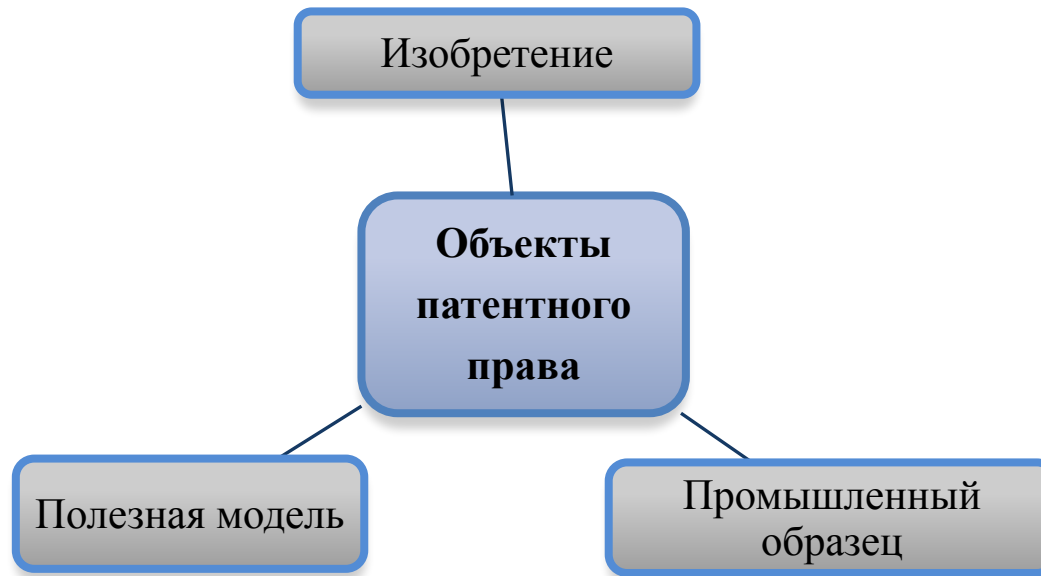 Изобретение
Объекты
патентного
права
Полезная модель
Промышленный
образец